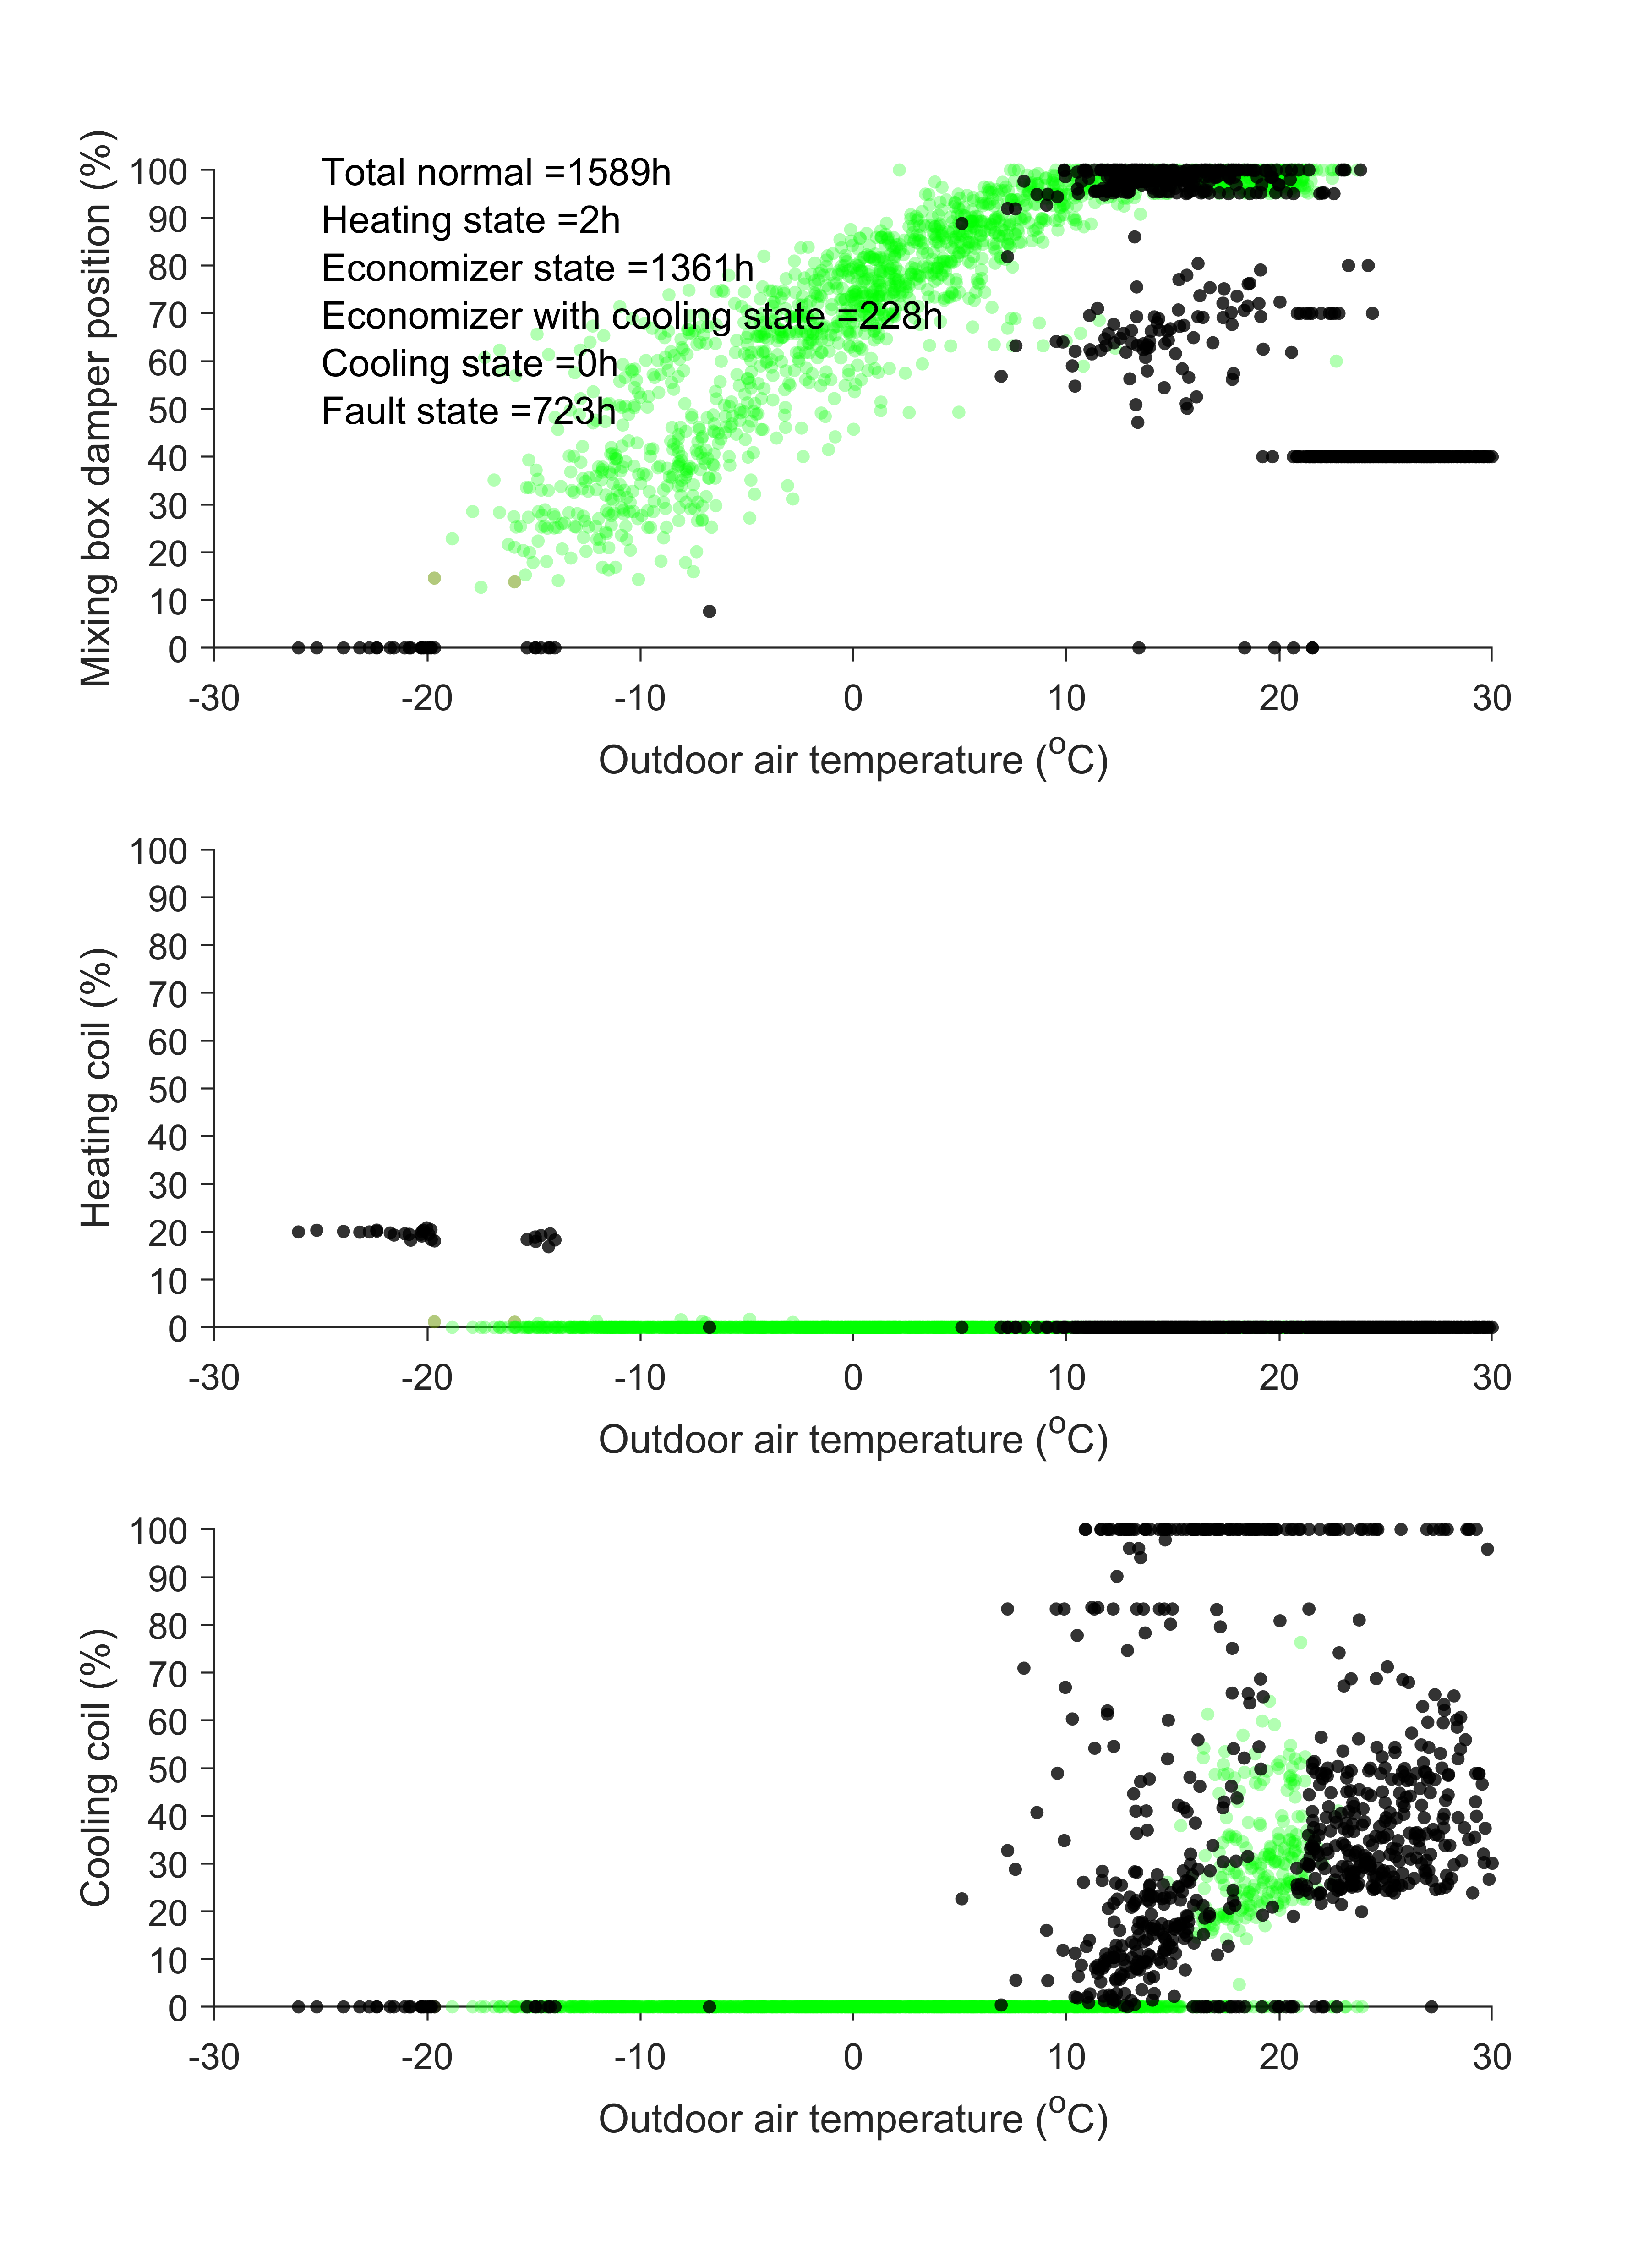 Mixing box damper position (%)
100
90
80
70
60
50
40
30
20
10
0
Total normal =1589h
Heating state =2h
Economizer state =1361h
Economizer with cooling state =228h
Cooling state =0h
Fault state =723h
-30 -20 -10 0 10 20 30
Outdoor air temperature (°C)
Heating coil (%)
100
90
80
70
60
50
40
30
20
10
0
-30 -20 -10 0 10 20 30
Outdoor air temperature (°C)
Cooling coil (%)
100
90
80
70
60
50
40
30
20
10
0
-30 -20 -10 0 10 20 30
Outdoor air temperature (°C)